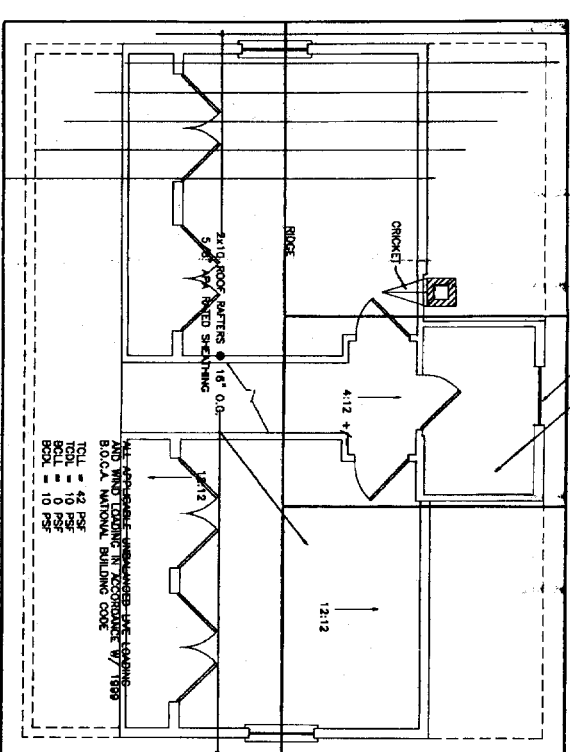 CRICKET
RIDGE
2x10 ROOF RAFTERS @ 16" O.C.
5/8" APA RATED SHEATHING
4:12 +
12:12
12:12
ALL APPLICABLE UNBALANCED LIVE LOADING
AND WIND LOADING IN ACCORDANCE W/ 1999
B.O.C.A. NATIONAL BUILDING CODE
TCLL = 42 PSF
TCDL = 10 PSF
BCLL = 0 PSF
BCDL = 10 PSF